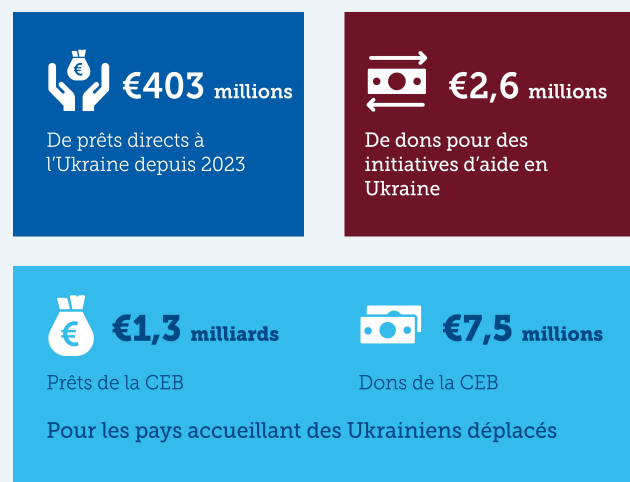 €403 millions
De prêts directs à
l'Ukraine depuis 2023
€2,6 millions
De dons pour des
initiatives d'aide en
Ukraine
€1,3 milliards
Prêts de la CEB
€7,5 millions
Dons de la CEB
Pour les pays accueillant des Ukrainiens déplacés